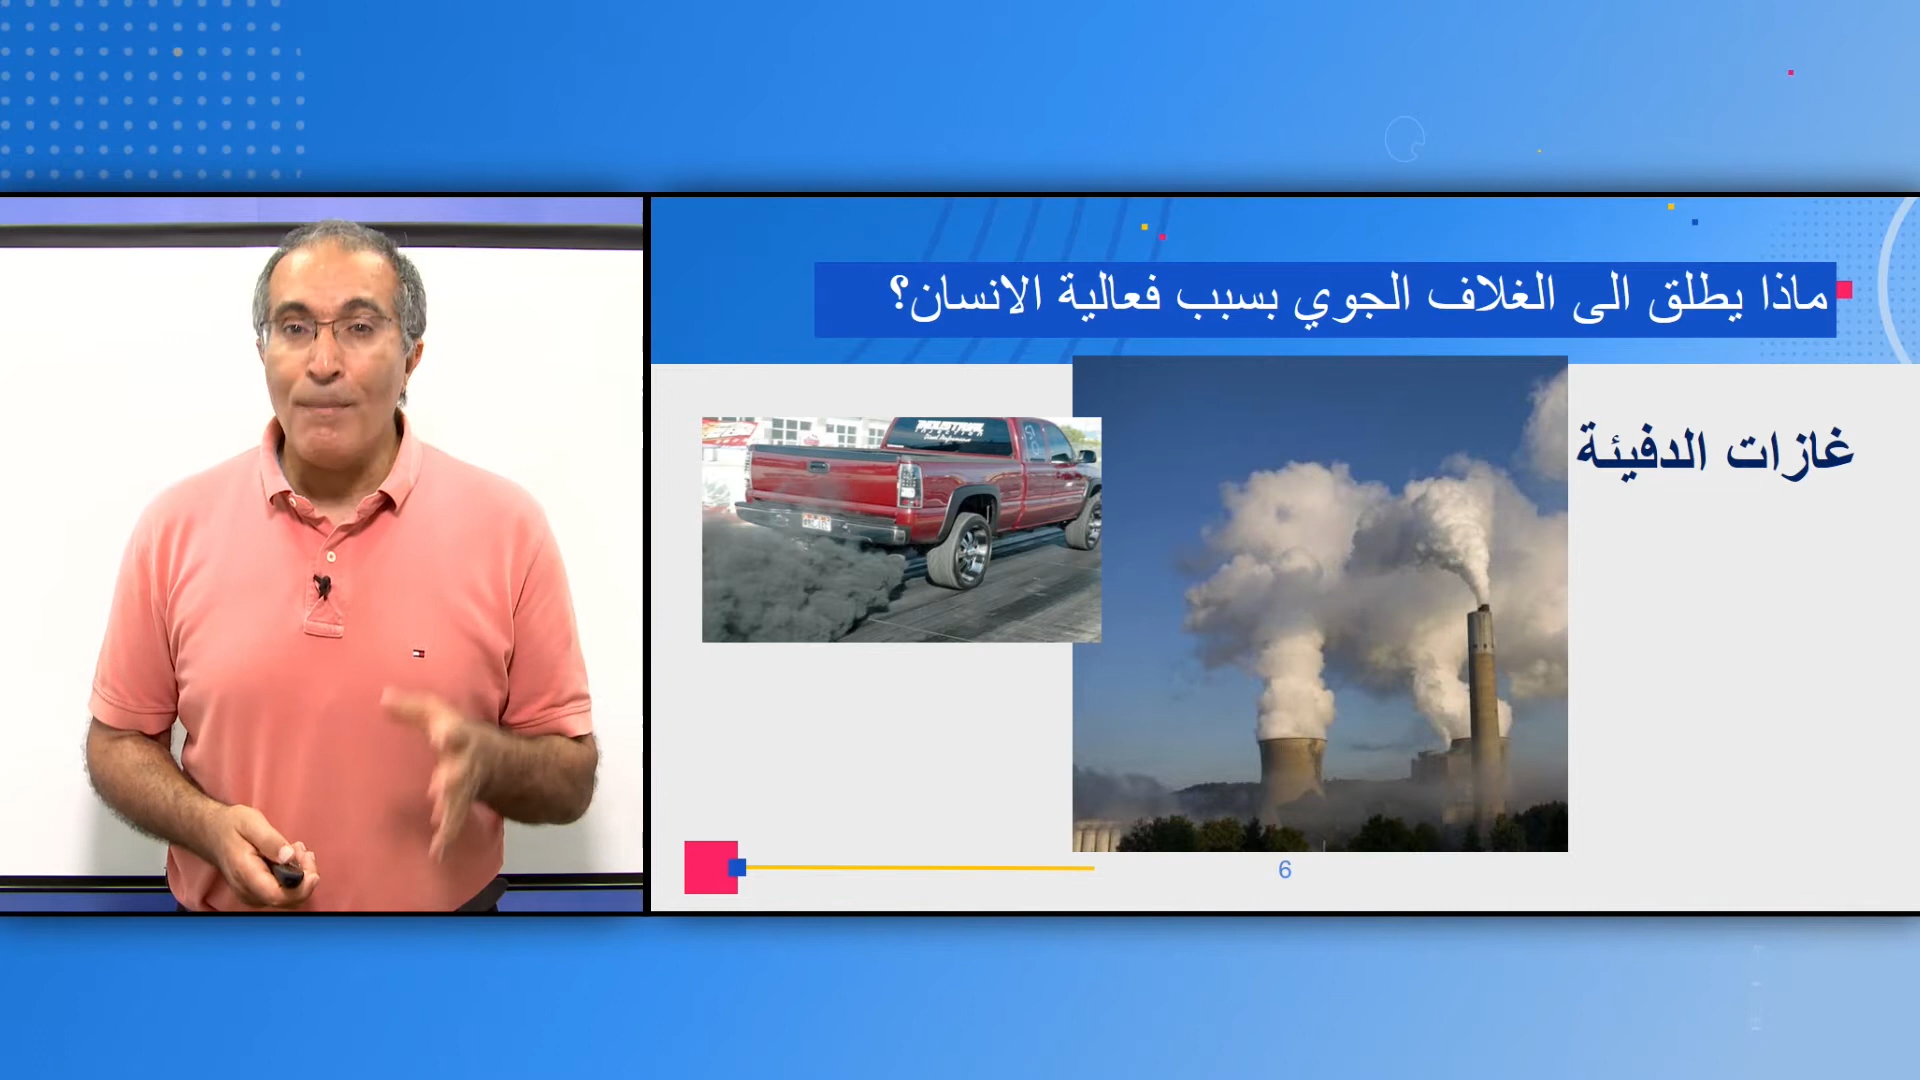 ماذا يطلق الى الغلاف الجوي بسبب فعالية الانسان؟
غازات الدفيئة
6